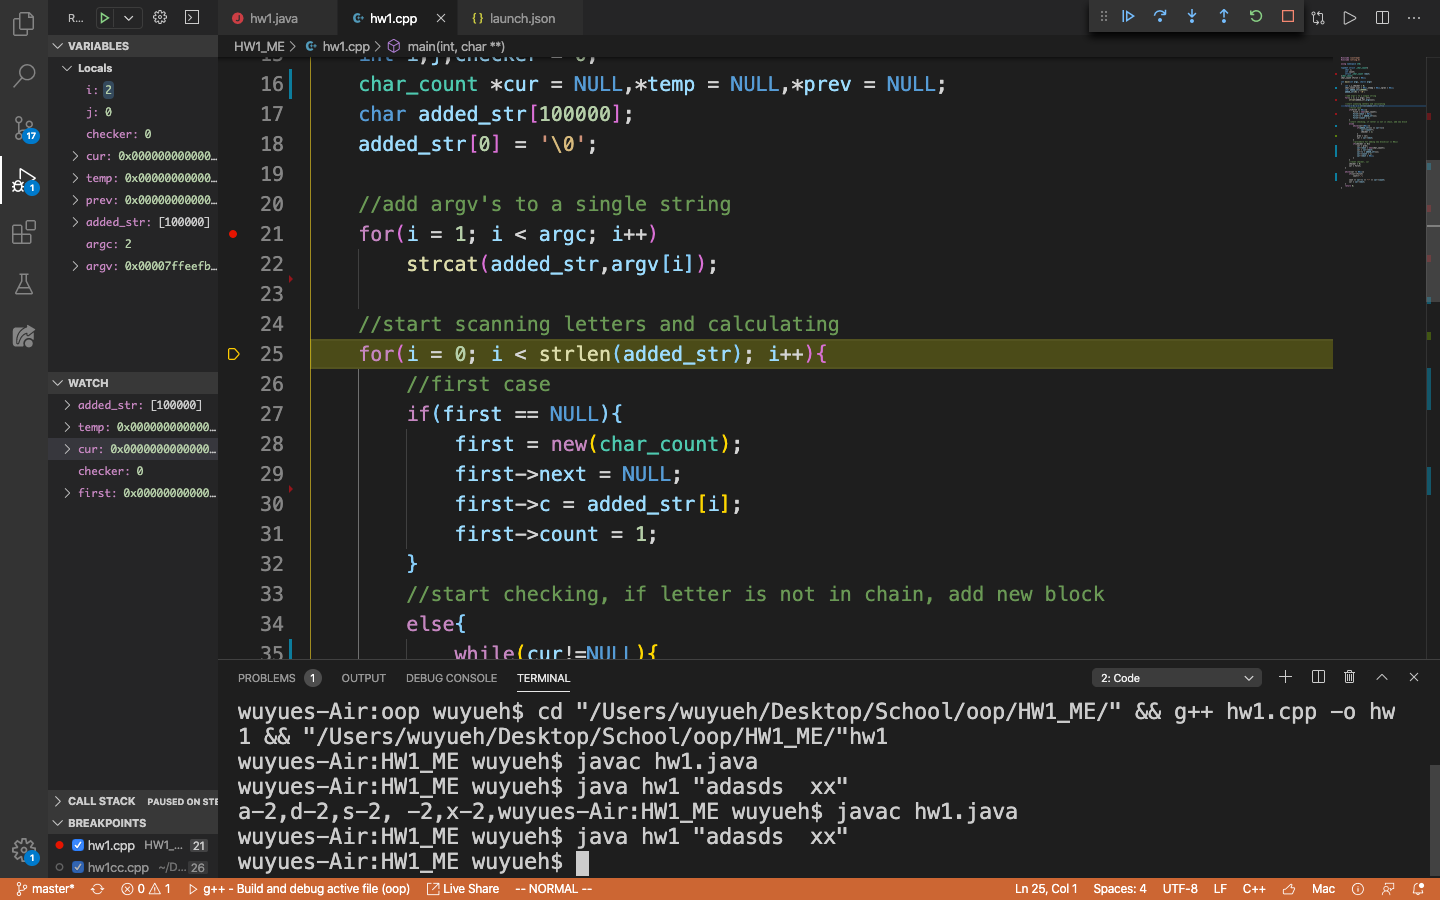 R...
hw1.java
hw1.cpp
launch.json
VARIABLES
HW1_ME > hw1.cpp > main(int, char **)
Locals
i: 2
j: 0
checker: 0
cur: 0x000000000000...
temp: 0x00000000000...
prev: 0x00000000000...
added_str: [100000]
argc: 2
argv: 0x00007ffeefb...
WATCH
added_str: [100000]
temp: 0x000000000000...
cur: 0x0000000000000...
checker: 0
first: 0x00000000000...
CALL STACK PAUSED ON STE
BREAKPOINTS
hw1.cpp HW1_... 21
hw1cc.cpp ~/D... 26
17
1
1
16 char_count *cur = NULL,*temp = NULL,*prev = NULL;
17 char added_str[100000];
18 added_str[0] = '\0';
19
20 //add argv's to a single string
21 for(i = 1; i < argc; i++)
22 strcat(added_str,argv[i]);
23
24 //start scanning letters and calculating
25 for(i = 0; i < strlen(added_str); i++){
26 //first case
27 if(first == NULL){
28 first = new(char_count);
29 first->next = NULL;
30 first->c = added_str[i];
31 first->count = 1;
32 }
33 //start checking, if letter is not in chain, add new block
34 else{
35 while(cur!=NULL){
PROBLEMS 1 OUTPUT DEBUG CONSOLE TERMINAL 2: Code
wuyues-Air:oop wuyueh$ cd "/Users/wuyueh/Desktop/School/oop/HW1_ME/" && g++ hw1.cpp -o hw
1 && "/Users/wuyueh/Desktop/School/oop/HW1_ME/"hw1
wuyues-Air:HW1_ME wuyueh$ javac hw1.java
wuyues-Air:HW1_ME wuyueh$ java hw1 "adasds  xx"
a-2,d-2,s-2, -2,x-2,wuyues-Air:HW1_ME wuyueh$ javac hw1.java
wuyues-Air:HW1_ME wuyueh$ java hw1 "adasds  xx"
wuyues-Air:HW1_ME wuyueh$
master* 0 1 g++ - Build and debug active file (oop) Live Share -- NORMAL -- Ln 25, Col 1 Spaces: 4 UTF-8 LF C++ Mac